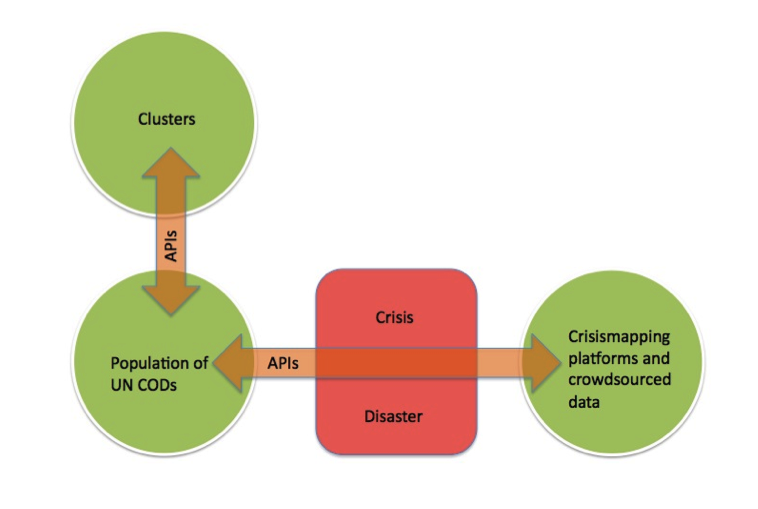 Clusters
APIs
Population of
UN CODs
APIs
Crisis
Disaster
Crisismapping
platforms and
crowdsourced
data